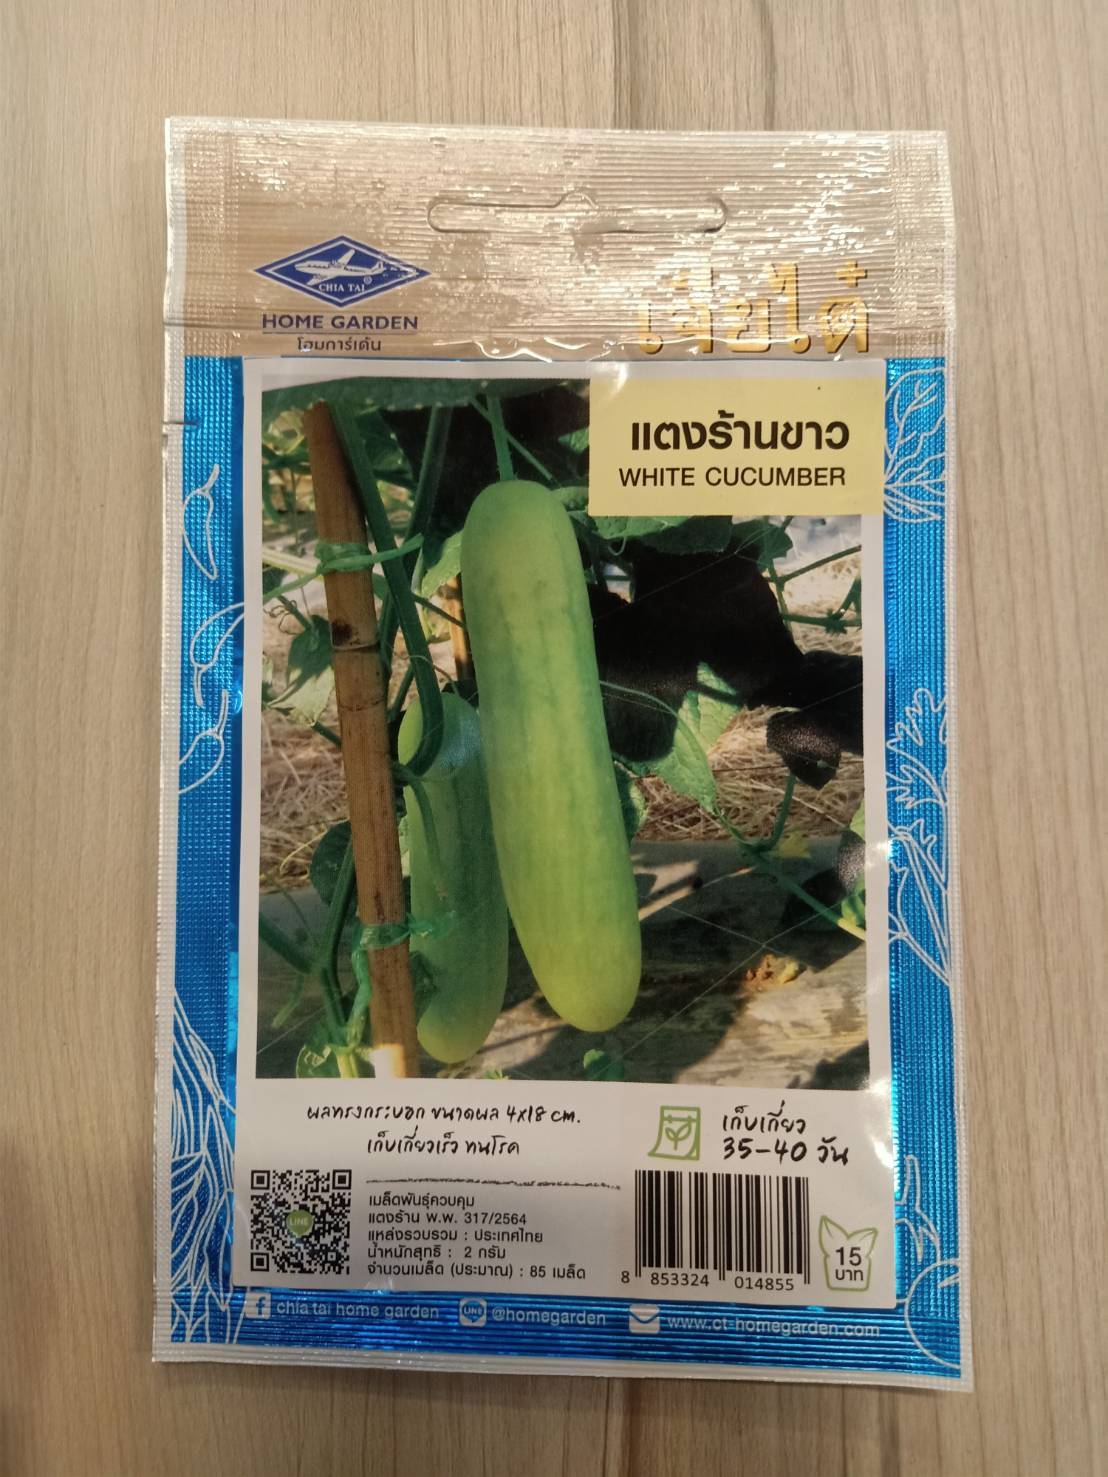 CHIA TAI ®
HOME GARDEN
โฮมการ์เด้น
เจียไต๋
แตงร้านขาว
WHITE CUCUMBER
ผลทรงกระบอก ขนาดผล 4x18 cm.
เก็บเกี่ยวเร็ว ทนโรค
เก็บเกี่ยว
35-40 วัน
LINE
เมล็ดพันธุ์ควบคุม
แตงร้าน พ.พ. 317/2564
แหล่งรวบรวม : ประเทศไทย
น้ำหนักสุทธิ : 2 กรัม
จำนวนเมล็ด (ประมาณ) : 85 เมล็ด
8 853324 014855
15
บาท
f chia tai home garden LINE @homegarden www.ct-homegarden.com